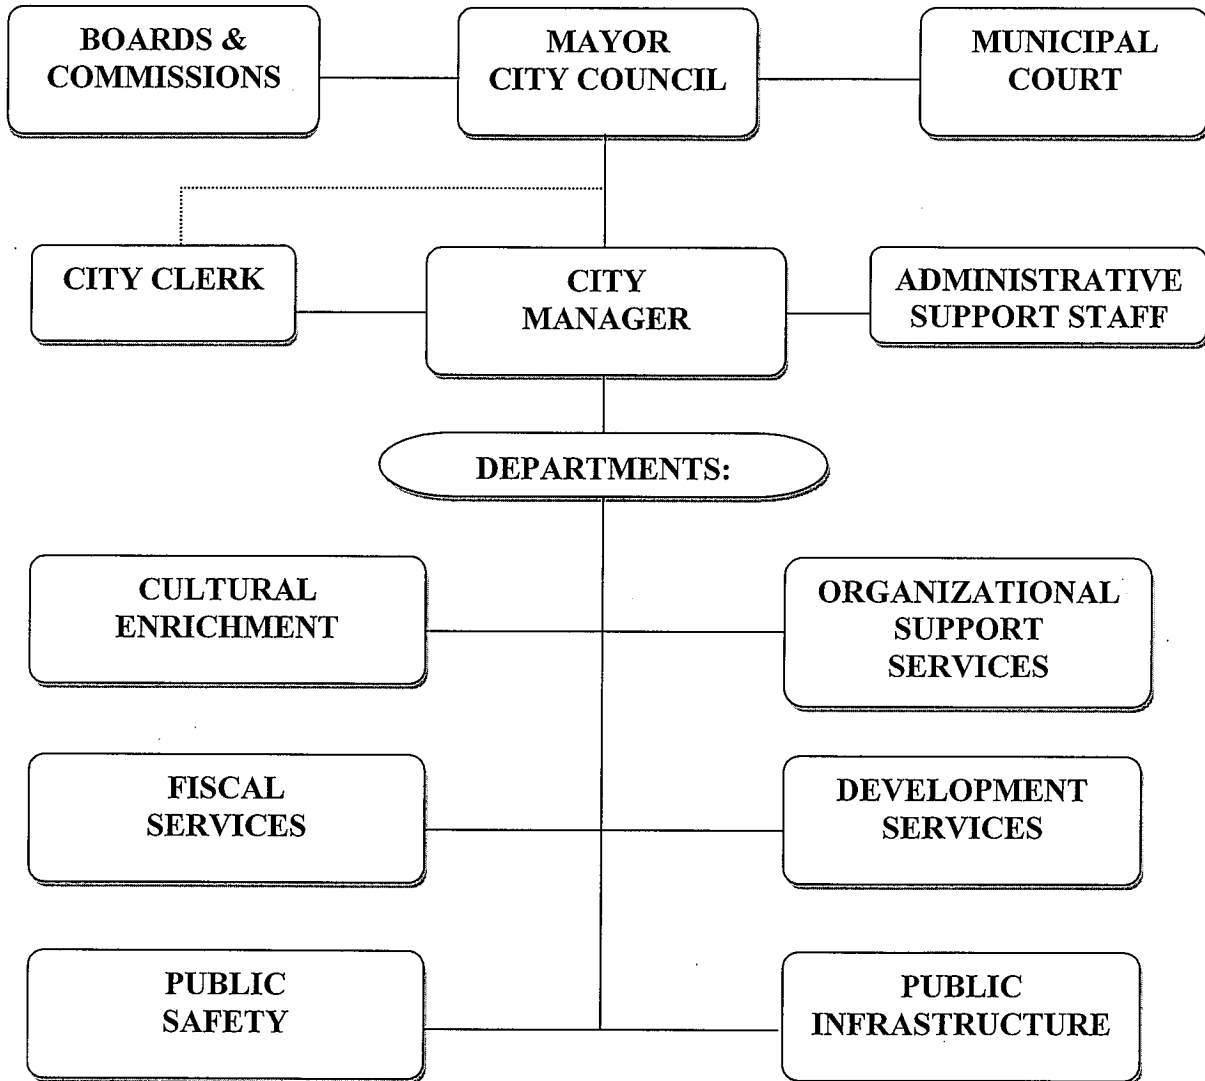 BOARDS &
COMMISSIONS
MAYOR
CITY COUNCIL
MUNICIPAL
COURT
CITY CLERK
CITY
MANAGER
ADMINISTRATIVE
SUPPORT STAFF
DEPARTMENTS:
CULTURAL
ENRICHMENT
ORGANIZATIONAL
SUPPORT
SERVICES
FISCAL
SERVICES
DEVELOPMENT
SERVICES
PUBLIC
SAFETY
PUBLIC
INFRASTRUCTURE